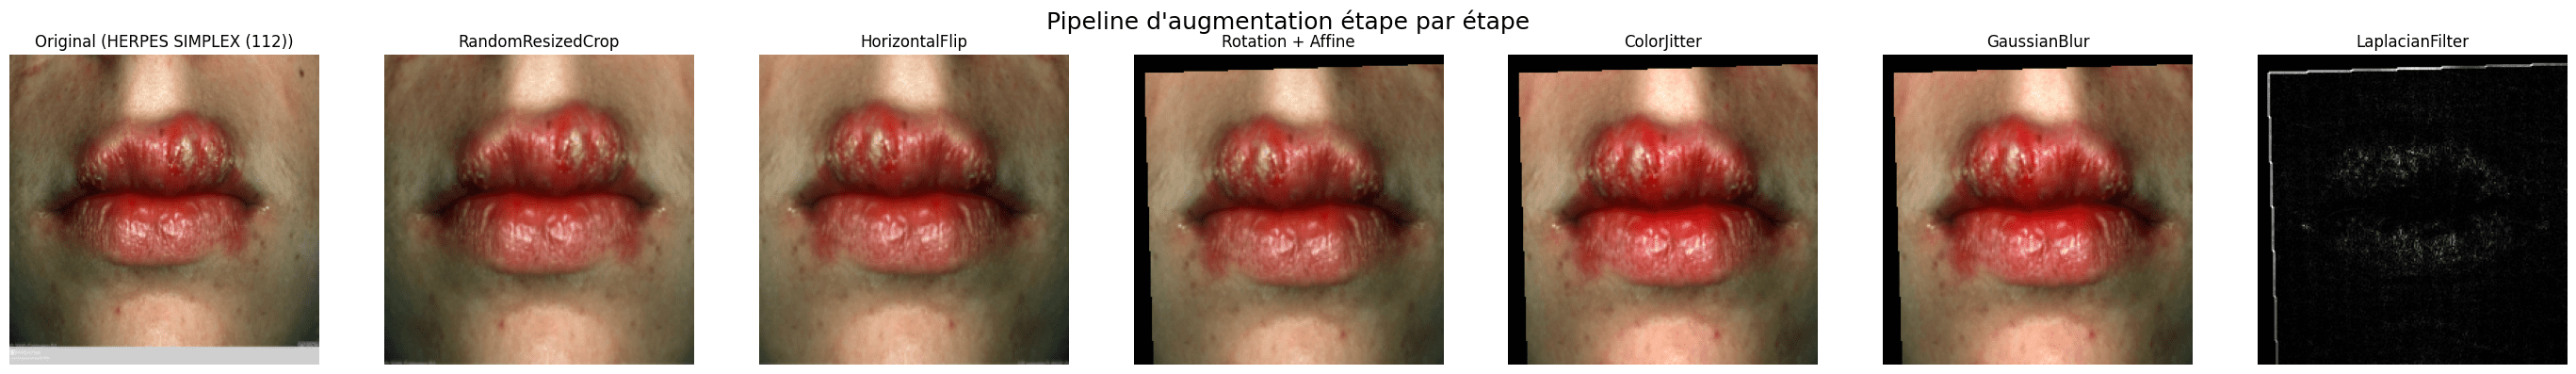 Pipeline d'augmentation étape par étape
Original (HERPES SIMPLEX (112))
RandomResizedCrop
HorizontalFlip
Rotation + Affine
ColorJitter
GaussianBlur
LaplacianFilter